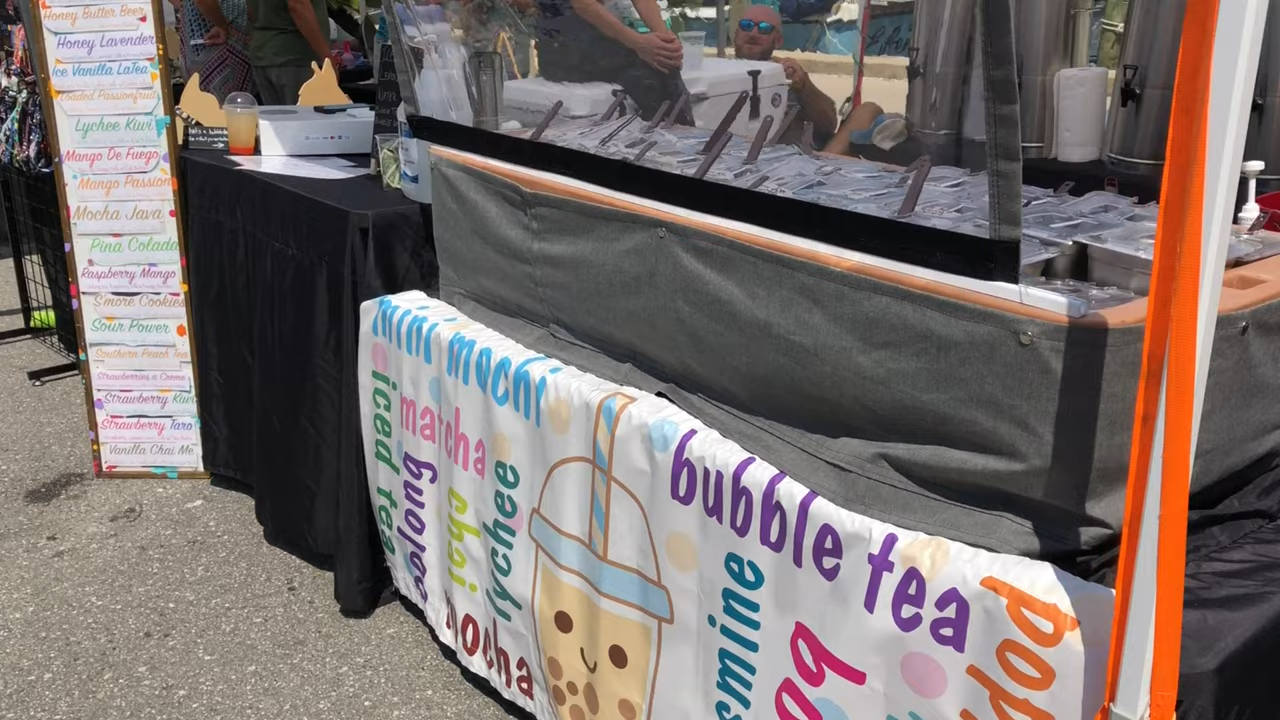 Honey Butter Beer
Honey Lavender
Ice Vanilla LaTea
Loaded Passionfruit
Lychee Kiwi
Mango De Fuego
Mango Passion
Mocha Java
Pina Colada
Raspberry Mango
S'more Cookies
Sour Power
Southern Peach Tea
Strawberries & Creme
Strawberry Kiwi
Strawberry Taro
Vanilla Chai Me
mini mochi
iced tea
matcha
oolong
chai
lychee
mocha
bubble tea
smine